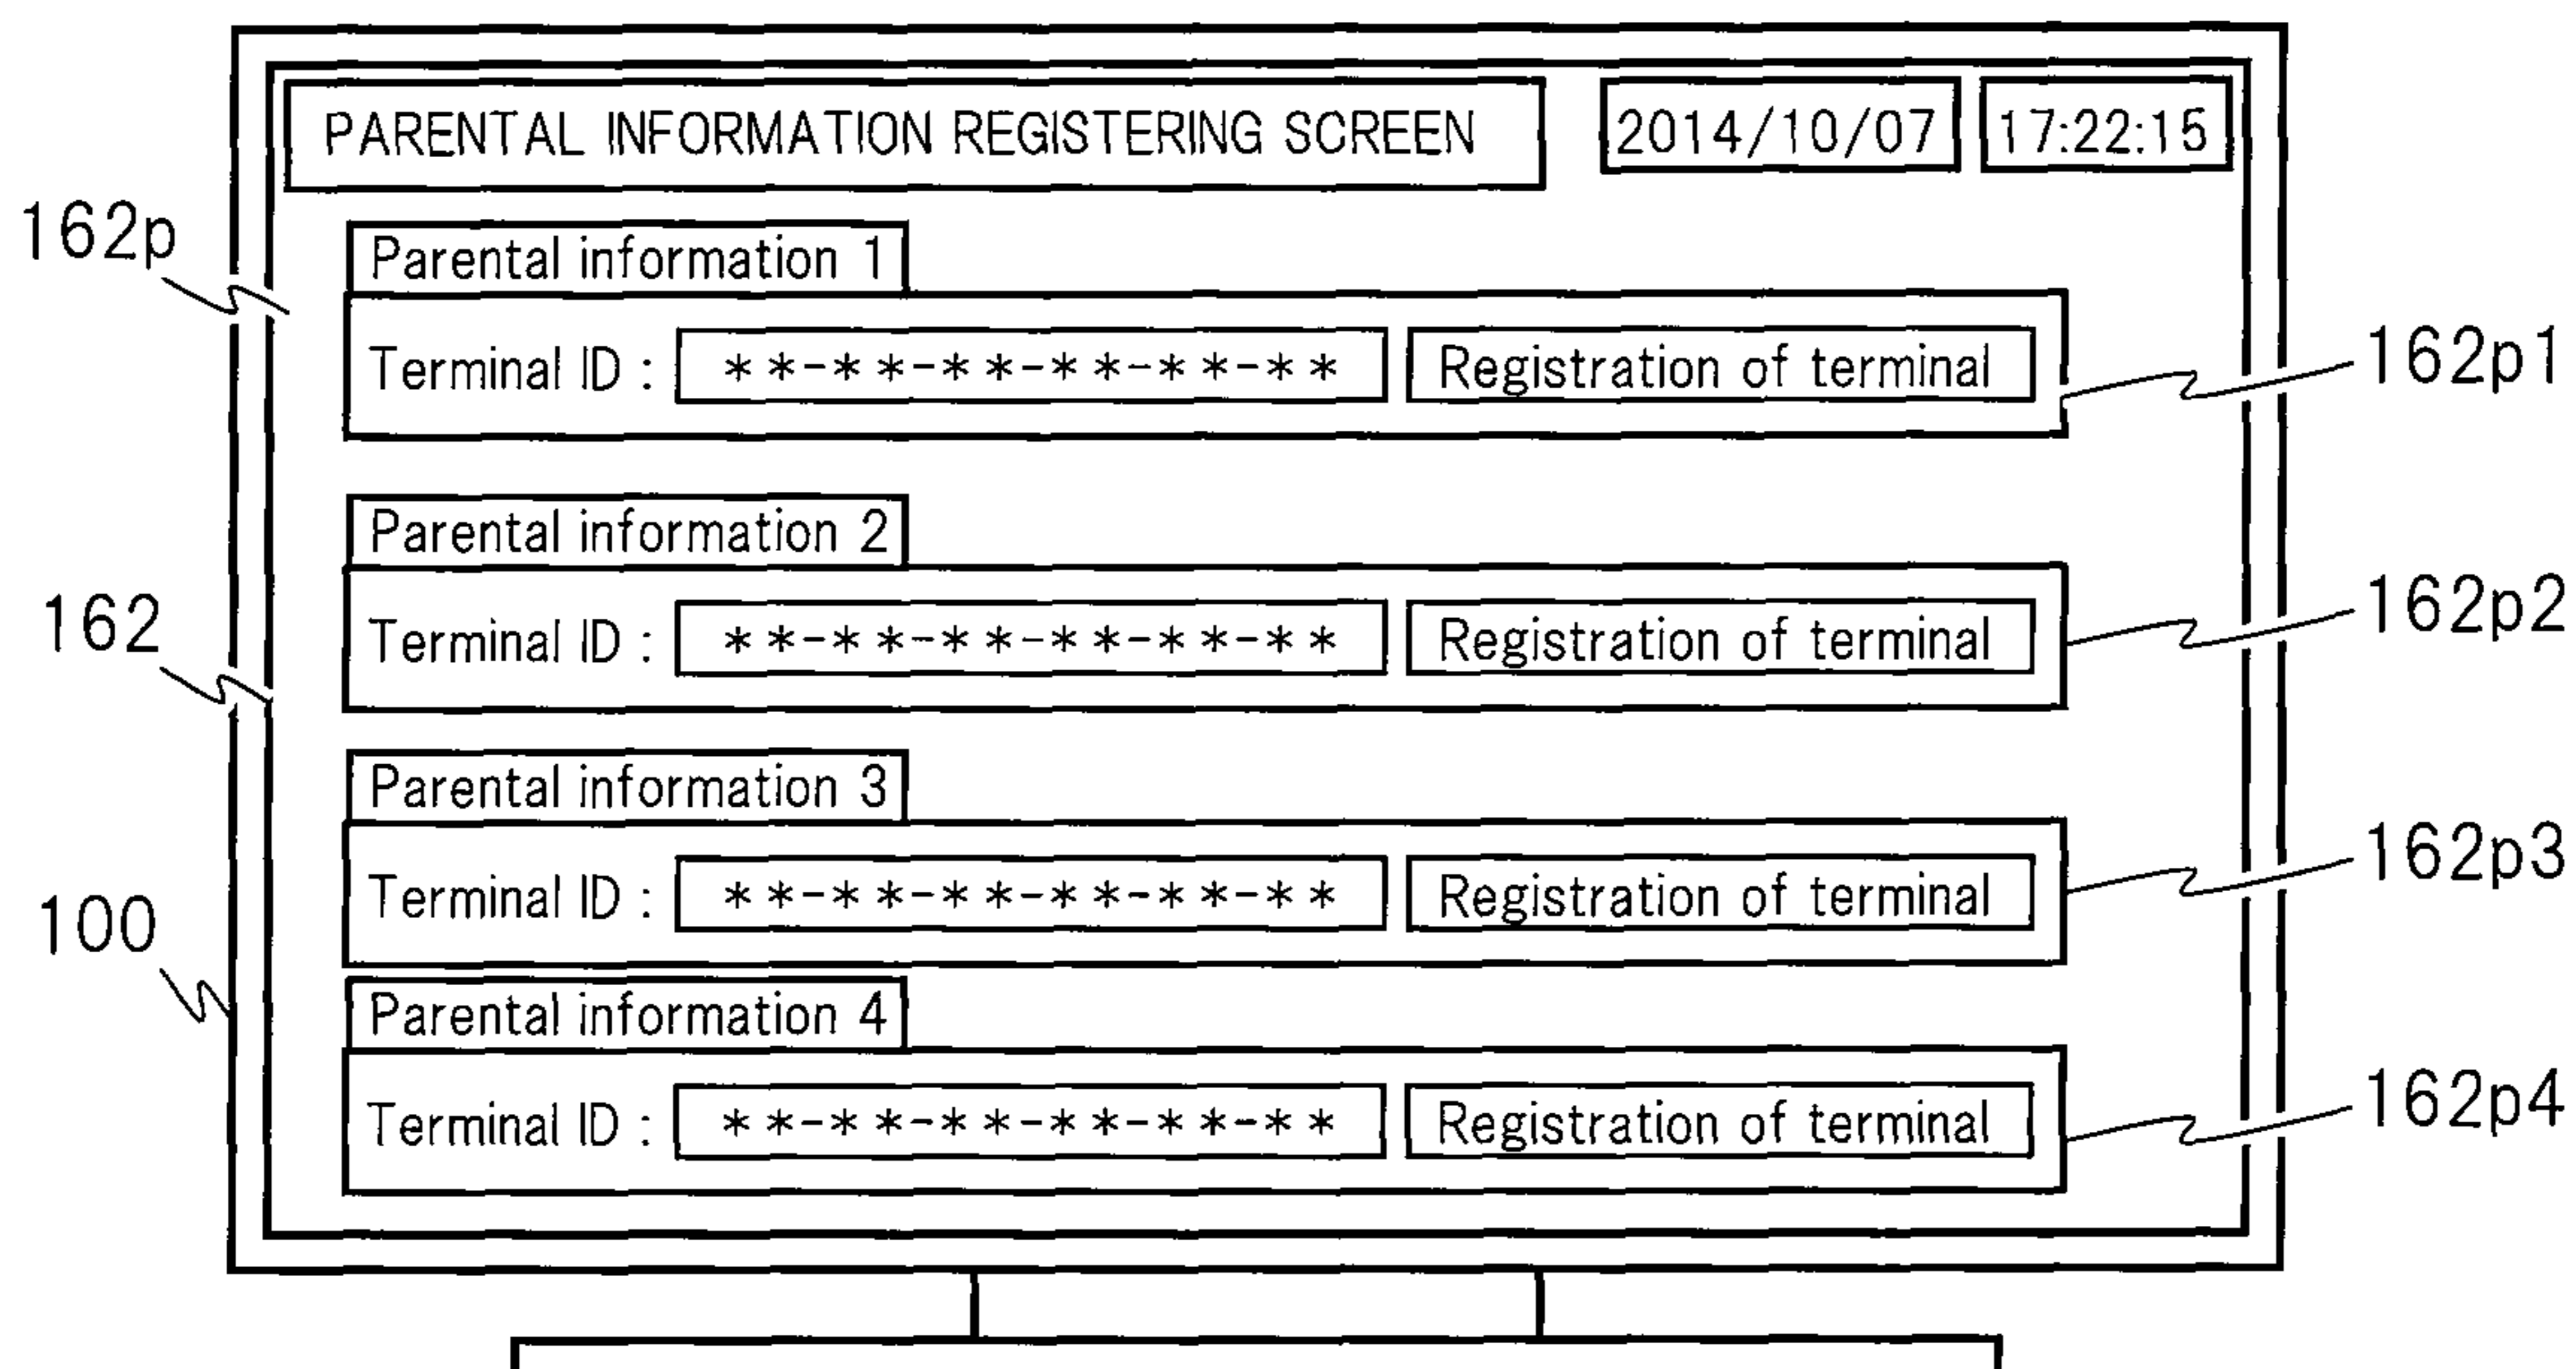 PARENTAL INFORMATION REGISTERING SCREEN 2014/10/07 17:22:15
162p
Parental information 1
Terminal ID : **-**-**-**-**-** Registration of terminal
162p1
Parental information 2
162
Terminal ID : **-**-**-**-**-** Registration of terminal
162p2
Parental information 3
Terminal ID : **-**-**-**-**-** Registration of terminal
162p3
100
Parental information 4
Terminal ID : **-**-**-**-**-** Registration of terminal
162p4